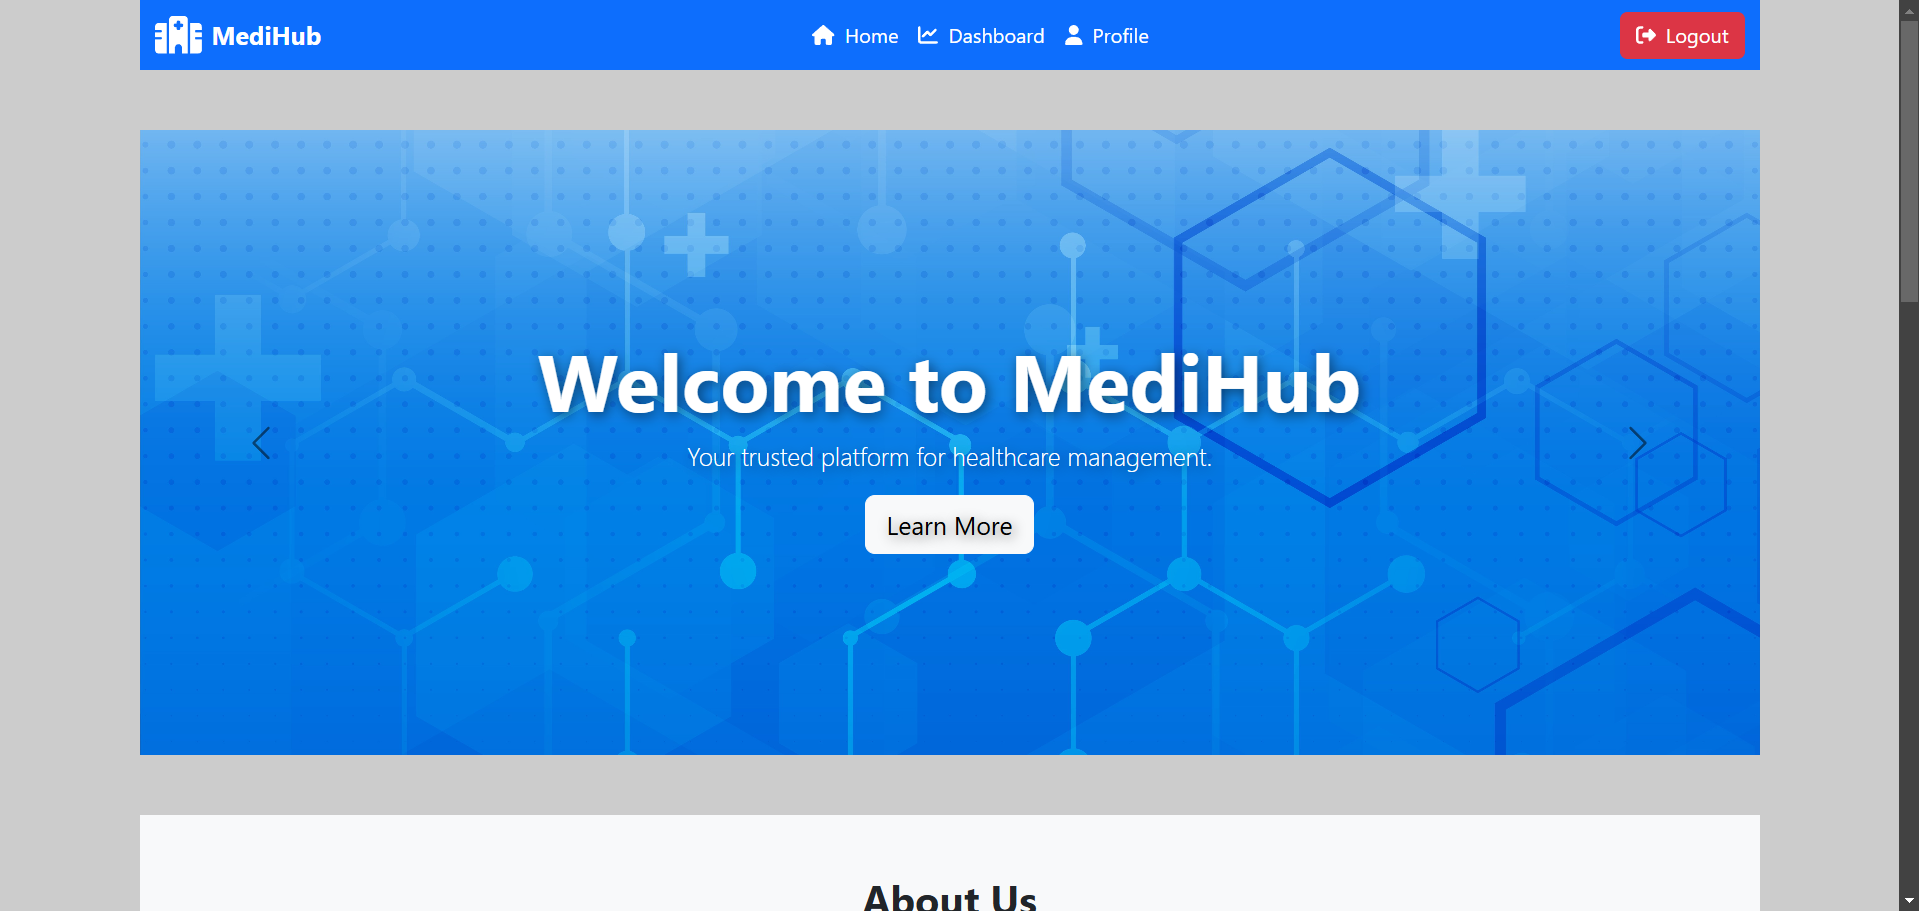 MediHub
Home Dashboard Profile
Logout
Welcome to MediHub
Your trusted platform for healthcare management.
Learn More
About Us